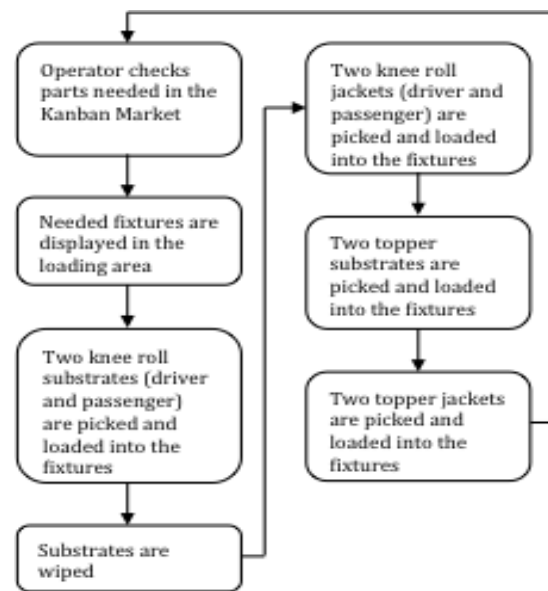 Operator checks
parts needed in the
Kanban Market
Needed fixtures are
displayed in the
loading area
Two knee roll
substrates (driver
and passenger)
are picked and
loaded into the
fixtures
Substrates are
wiped
Two knee roll
jackets (driver and
passenger) are
picked and loaded
into the fixtures
Two topper
substrates are
picked and loaded
into the fixtures
Two topper jackets
are picked and
loaded into the
fixtures